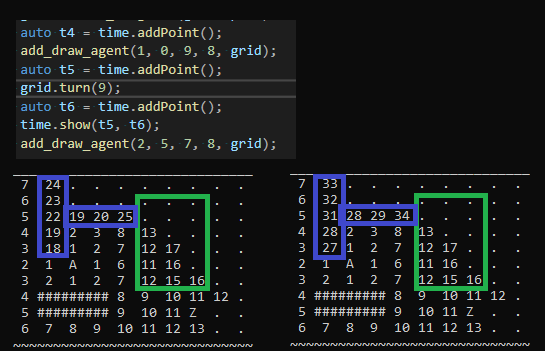 auto t4 = time.addPoint();
add_draw_agent(1, 0, 9, 8, grid);
auto t5 = time.addPoint();
grid.turn(9);
auto t6 = time.addPoint();
time.show(t5, t6);
add_draw_agent(2, 5, 7, 8, grid);
7 24 . . . . . . . .
6 23 . . . . . . . .
5 22 19 20 25 . . . . .
4 19 2 3 8 13 . . . .
3 18 1 2 7 12 17 . . .
2 1 A 1 6 11 16 . . .
3 2 1 2 7 12 15 16 . .
4 ######### 8 9 10 11 12 .
5 ######### 9 10 11 Z . .
6 7 8 9 10 11 12 13 . .
~~~~~~~~~~~~~~~~~~~~~~~~~~~~~~
7 33 . . . . . . . .
6 32 . . . . . . . .
5 31 28 29 34 . . . . .
4 28 2 3 8 13 . . . .
3 27 1 2 7 12 17 . . .
2 1 A 1 6 11 16 . . .
3 2 1 2 7 12 15 16 . .
4 ######### 8 9 10 11 12 .
5 ######### 9 10 11 Z . .
6 7 8 9 10 11 12 13 . .
~~~~~~~~~~~~~~~~~~~~~~~~~~~~~~